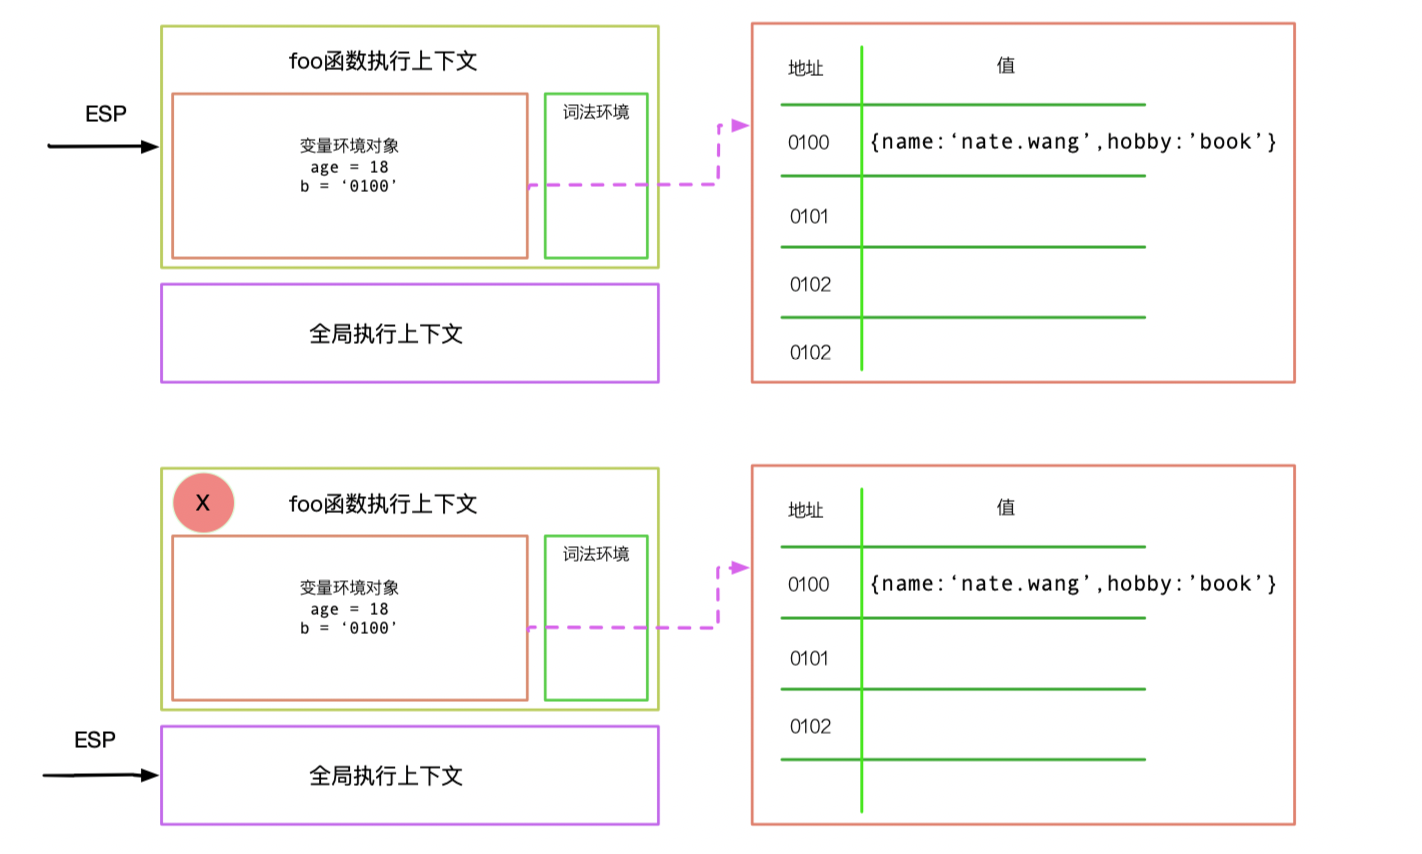 foo函数执行上下文
ESP
变量环境对象
age = 18
b = ‘0100’
词法环境
全局执行上下文
地址
值
0100
{name:‘nate.wang’,hobby:’book’}
0101
0102
0102
X
foo函数执行上下文
变量环境对象
age = 18
b = ‘0100’
词法环境
ESP
全局执行上下文
地址
值
0100
{name:‘nate.wang’,hobby:’book’}
0101
0102